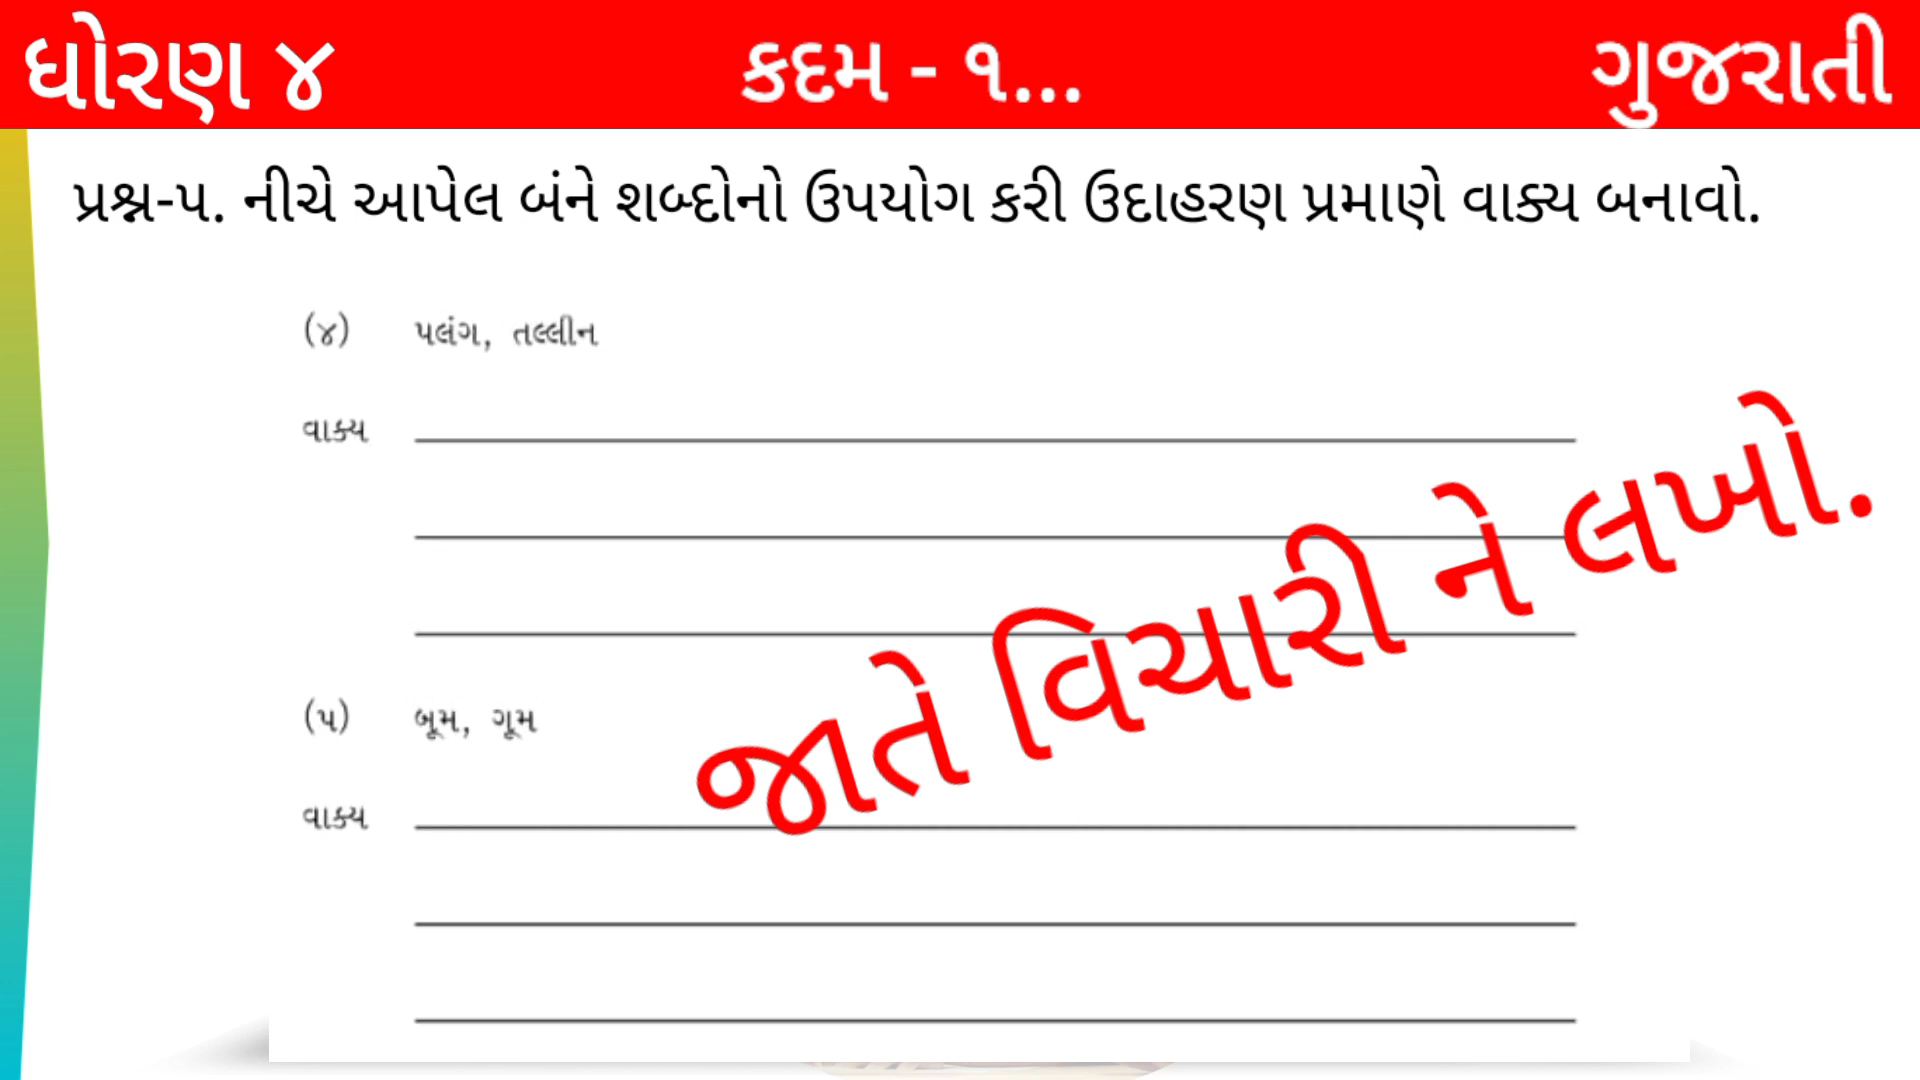 ધોરણ ૪ કદમ - ૧... ગુજરાતી
પ્રશ્ન-૫. નીચે આપેલ બંને શબ્દોનો ઉપયોગ કરી ઉદાહરણ પ્રમાણે વાક્ય બનાવો.
(૪) પલંગ, તલ્લીન
વાક્ય
જાતે વિચારી ને લખો.
(૫) બૂમ, ગૂમ
વાક્ય